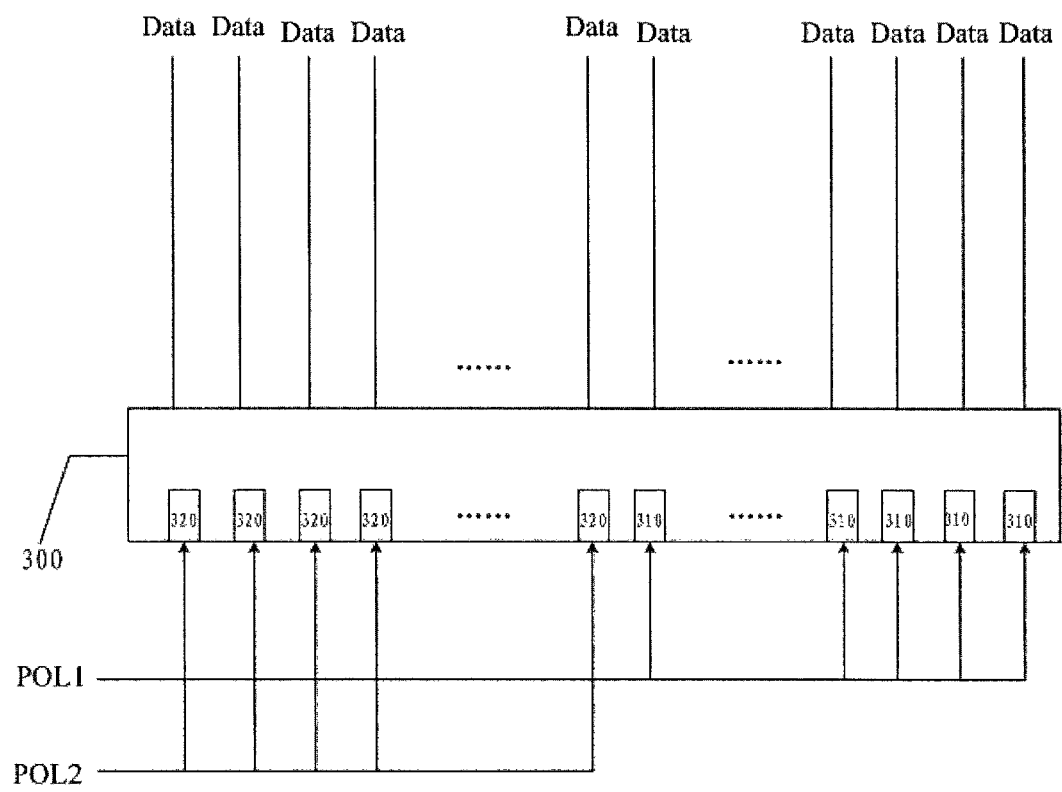 Data Data Data Data Data Data Data Data Data Data
...... ......
320 320 320 320 ...... 320 310 ...... 310 310 310 310
300
POL1
POL2